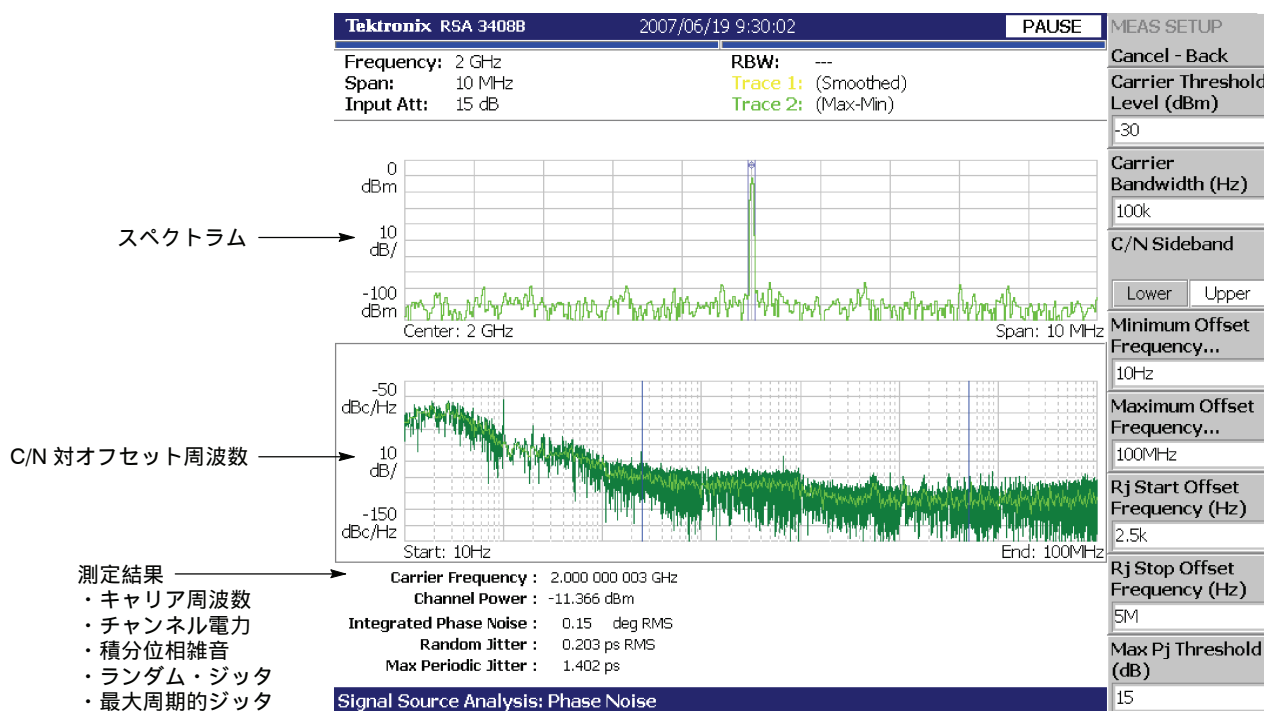 Tektronix RSA 3408B 2007/06/19 9:30:02 PAUSE
Frequency: 2 GHz RBW: ---
Span: 10 MHz Trace 1: (Smoothed)
Input Att: 15 dB Trace 2: (Max-Min)
0
dBm
スペクトラム
10
dB/
-100
dBm
Center: 2 GHz Span: 10 MHz
-50
dBc/Hz
C/N 対オフセット周波数
10
dB/
-150
dBc/Hz
Start: 10Hz End: 100MHz
測定結果
・キャリア周波数
・チャンネル電力
・積分位相雑音
・ランダム・ジッタ
・最大周期的ジッタ
Carrier Frequency : 2.000 000 003 GHz
Channel Power : -11.366 dBm
Integrated Phase Noise : 0.15 deg RMS
Random Jitter : 0.203 ps RMS
Max Periodic Jitter : 1.402 ps
Signal Source Analysis: Phase Noise
MEAS SETUP
Cancel - Back
Carrier Threshold
Level (dBm)
-30
Carrier
Bandwidth (Hz)
100k
C/N Sideband
Lower Upper
Minimum Offset
Frequency...
10Hz
Maximum Offset
Frequency...
100MHz
Rj Start Offset
Frequency (Hz)
2.5k
Rj Stop Offset
Frequency (Hz)
5M
Max Pj Threshold
(dB)
15